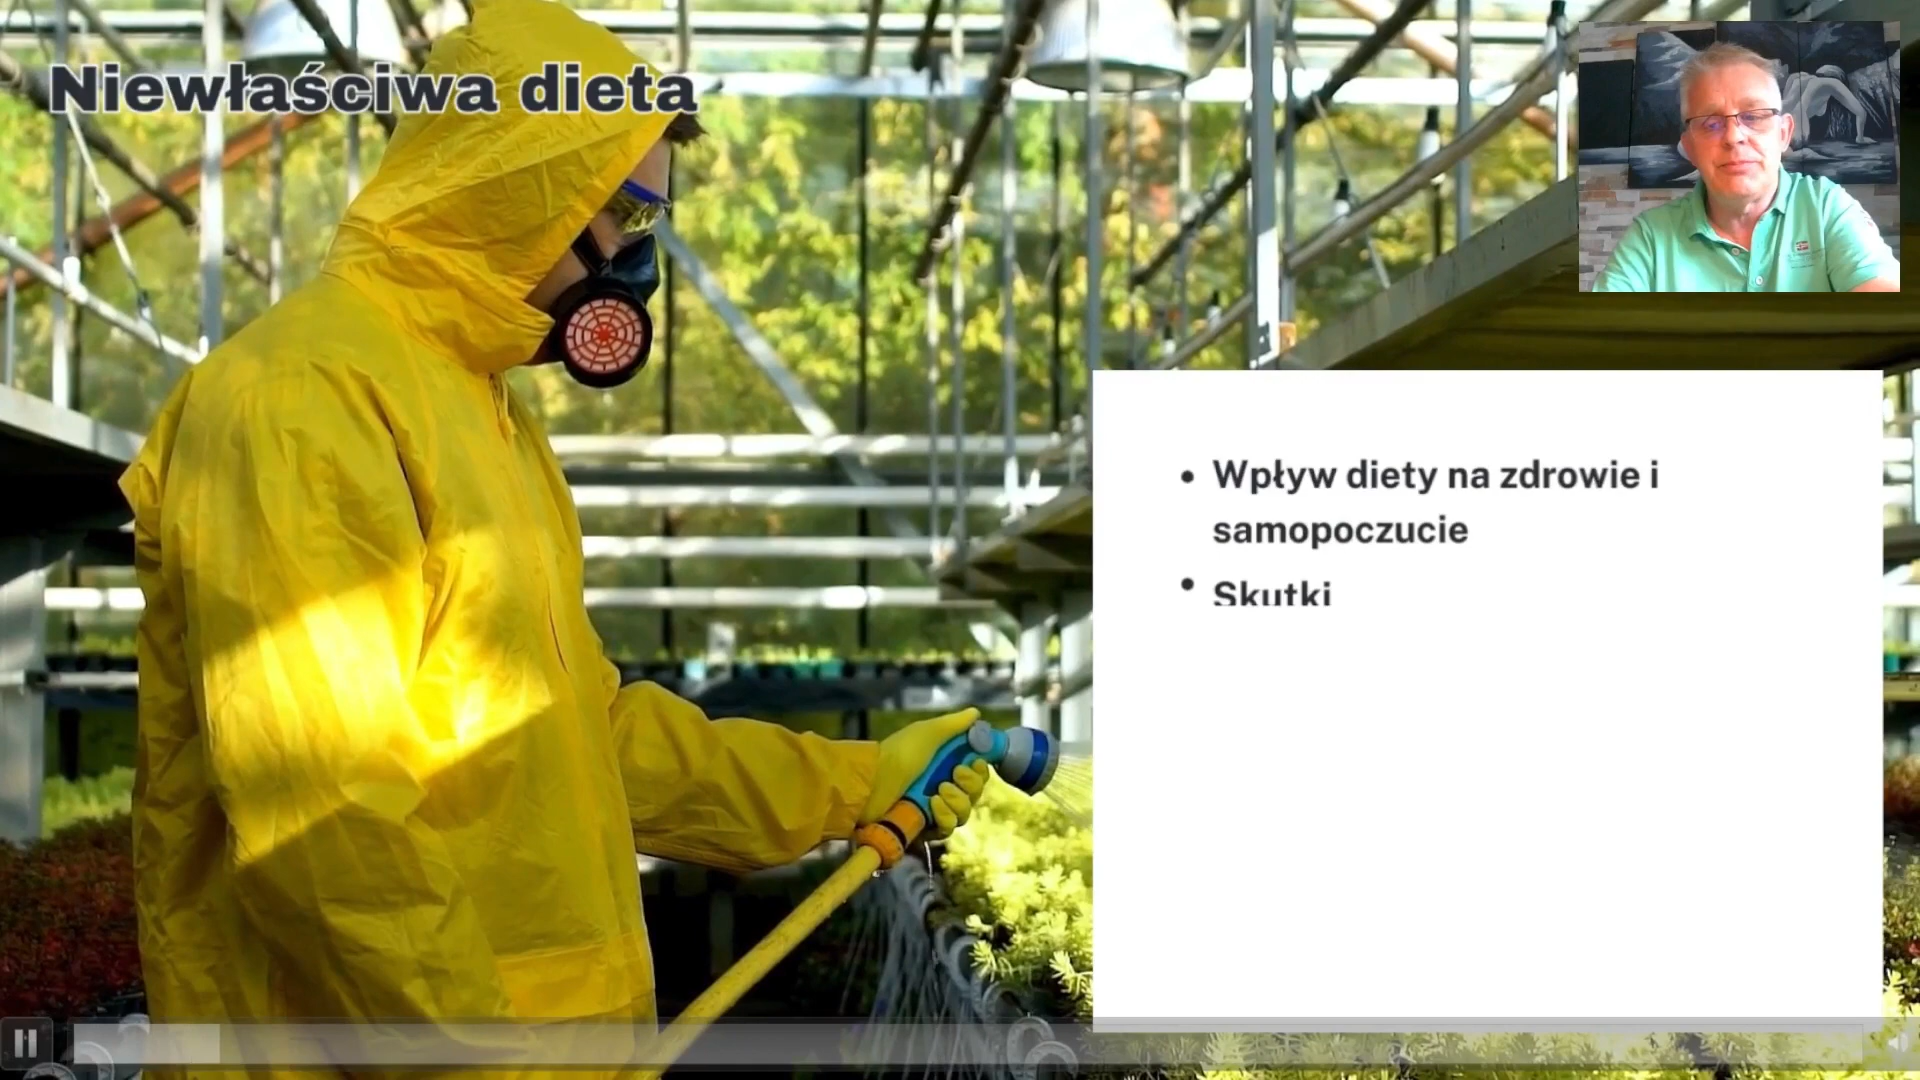 Niewłaściwa dieta
• Wpływ diety na zdrowie i
samopoczucie
• Skutki